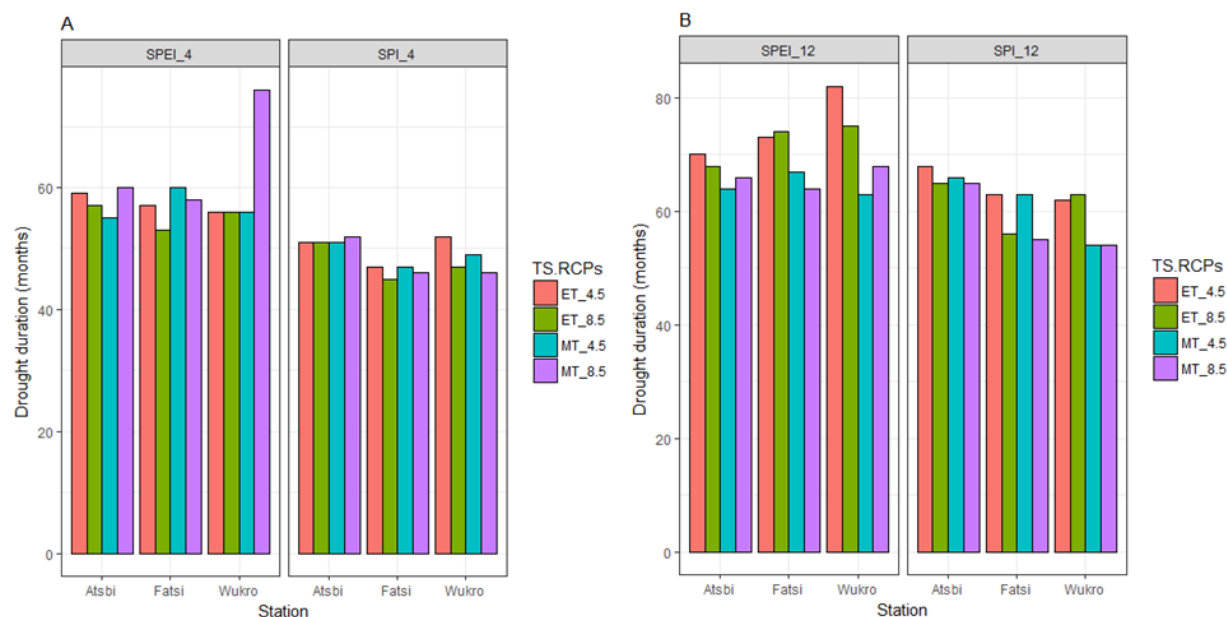 A
SPEI_4
SPI_4
Drought duration (months)
60
40
20
0
Atsbi
Fatsi
Wukro
Atsbi
Fatsi
Wukro
Station
TS.RCPs
ET_4.5
ET_8.5
MT_4.5
MT_8.5
B
SPEI_12
SPI_12
Drought duration (months)
80
60
40
20
0
Atsbi
Fatsi
Wukro
Atsbi
Fatsi
Wukro
Station
TS.RCPs
ET_4.5
ET_8.5
MT_4.5
MT_8.5